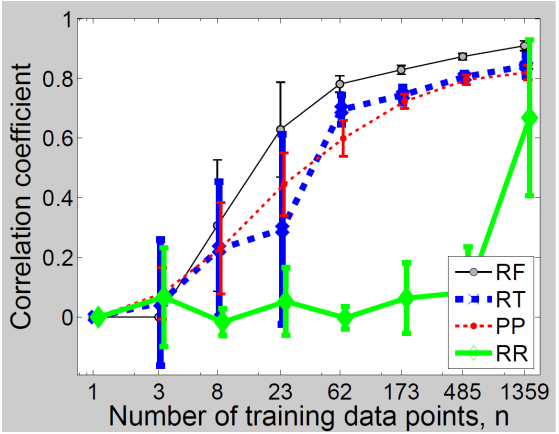 1
0.8
0.6
0.4
0.2
0
Correlation coefficient
RF
RT
PP
RR
1 3 8 23 62 173 485 1359
Number of training data points, n